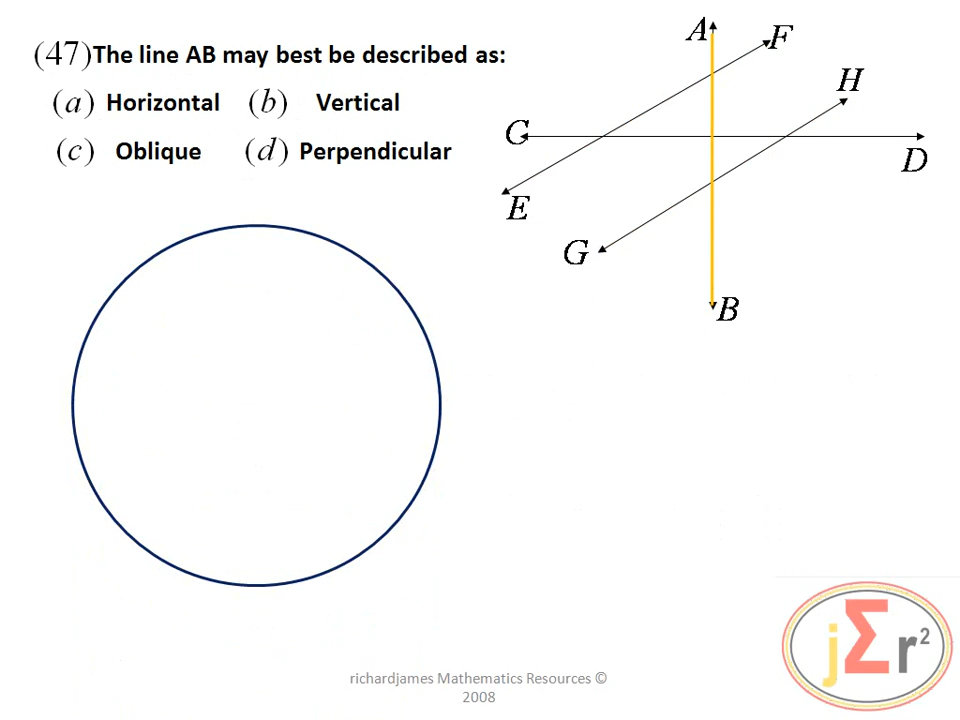 (47) The line AB may best be described as:
(a) Horizontal (b) Vertical
(c) Oblique (d) Perpendicular
A
F
H
C
D
E
G
B
jΣr²
richardjames Mathematics Resources ©
2008